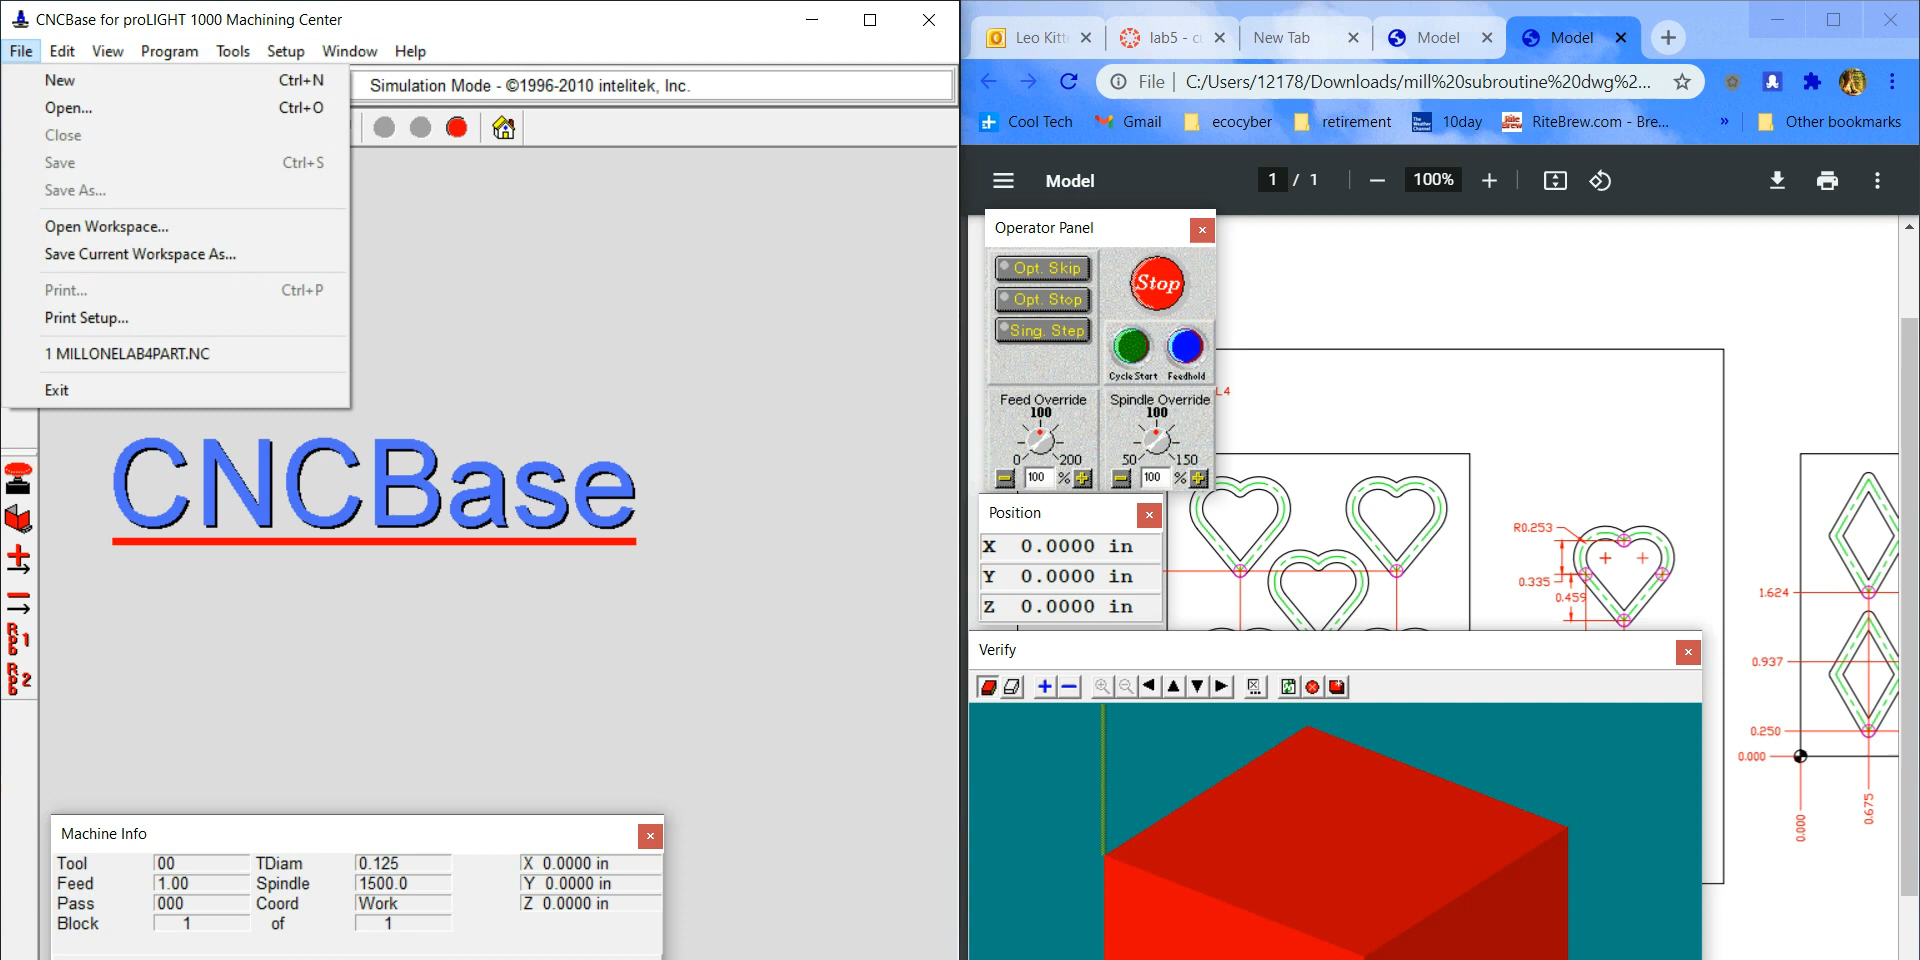 CNCBase for proLIGHT 1000 Machining Center
File Edit View Program Tools Setup Window Help
New Ctrl+N
Open... Ctrl+O
Close
Save Ctrl+S
Save As...
Open Workspace...
Save Current Workspace As...
Print... Ctrl+P
Print Setup...
1 MILLONELAB4PART.NC
Exit
Simulation Mode - ©1996-2010 intelitek, Inc.
CNCBase
1
2
Machine Info
Tool 00 TDiam 0.125 X 0.0000 in
Feed 1.00 Spindle 1500.0 Y 0.0000 in
Pass 000 Coord Work Z 0.0000 in
Block 1 of 1
Leo Kitt
lab5 - c
New Tab
Model
Model
File | C:/Users/12178/Downloads/mill%20subroutine%20dwg%2...
Cool Tech
Gmail
ecocyber
retirement
10day
RiteBrew.com - Bre...
»
Other bookmarks
Model
1 / 1
100%
Operator Panel
Opt. Skip
Opt. Stop
Sing. Step
Stop
Cycle Start Feedhold
Feed Override
100
0 200
100 %
Spindle Override
100
50 150
100 %
L4
Position
X 0.0000 in
Y 0.0000 in
Z 0.0000 in
Verify
R0.253
0.335
0.459
1.624
0.937
0.250
0.000
0.000
0.675